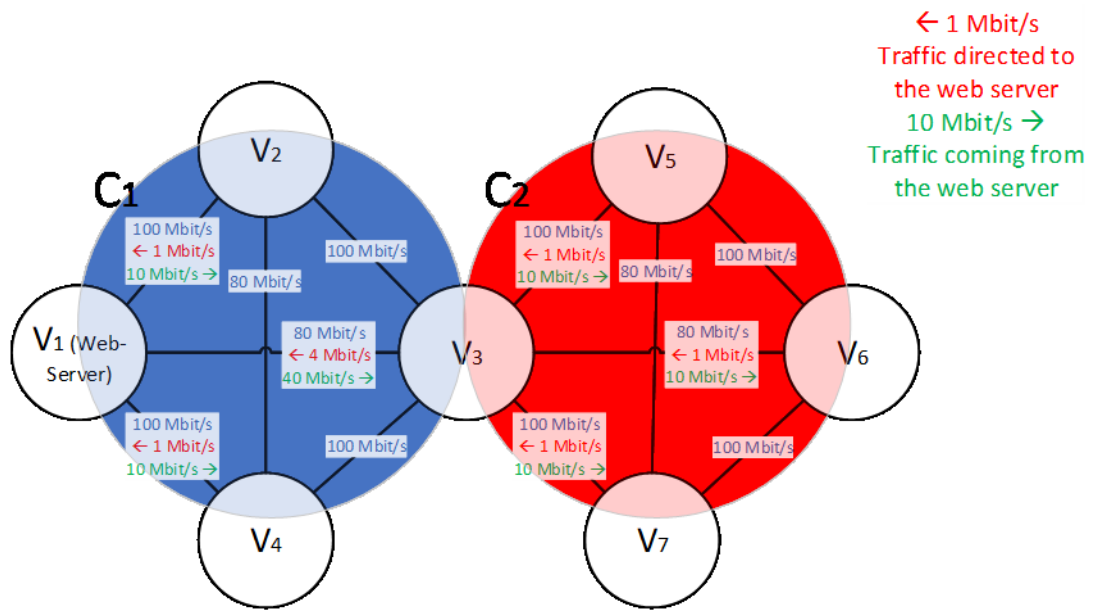 ← 1 Mbit/s
Traffic directed to
the web server
10 Mbit/s →
Traffic coming from
the web server
C1
C2
V2
V5
100 Mbit/s
← 1 Mbit/s
10 Mbit/s →
80 Mbit/s
100 Mbit/s
100 Mbit/s
← 1 Mbit/s
10 Mbit/s →
80 Mbit/s
100 Mbit/s
V1 (Web-
Server)
80 Mbit/s
← 4 Mbit/s
40 Mbit/s →
V3
80 Mbit/s
← 1 Mbit/s
10 Mbit/s →
V6
100 Mbit/s
← 1 Mbit/s
10 Mbit/s →
100 Mbit/s
100 Mbit/s
← 1 Mbit/s
10 Mbit/s →
100 Mbit/s
V4
V7